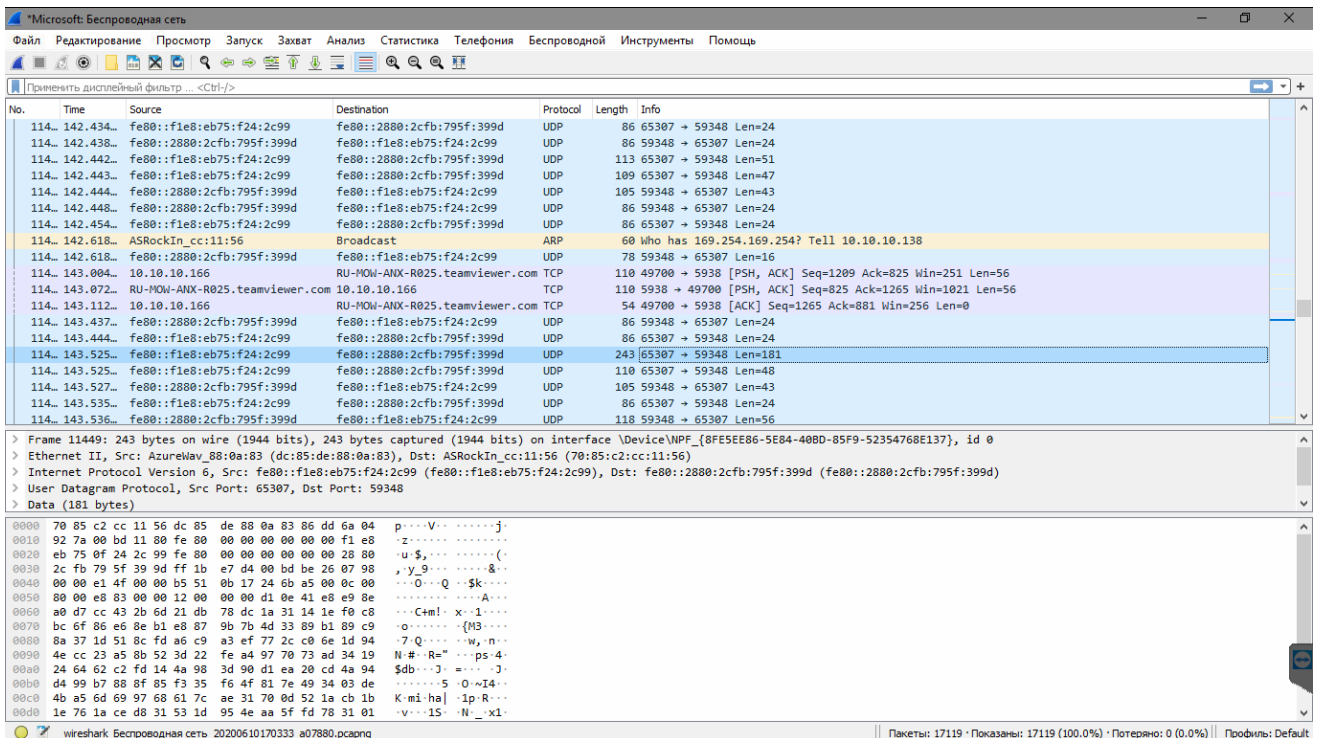 *Microsoft: Беспроводная сеть
Файл Редактирование Просмотр Запуск Захват Анализ Статистика Телефония Беспроводной Инструменты Помощь
Применить дисплейный фильтр ... <Ctrl-/>
No. Time Source Destination Protocol Length Info
114… 142.434… fe80::f1e8:eb75:f24:2c99 fe80::2880:2cfb:795f:399d UDP 86 65307 → 59348 Len=24
114… 142.438… fe80::2880:2cfb:795f:399d fe80::f1e8:eb75:f24:2c99 UDP 86 59348 → 65307 Len=24
114… 142.442… fe80::f1e8:eb75:f24:2c99 fe80::2880:2cfb:795f:399d UDP 113 65307 → 59348 Len=51
114… 142.443… fe80::f1e8:eb75:f24:2c99 fe80::2880:2cfb:795f:399d UDP 109 65307 → 59348 Len=47
114… 142.444… fe80::2880:2cfb:795f:399d fe80::f1e8:eb75:f24:2c99 UDP 105 59348 → 65307 Len=43
114… 142.448… fe80::2880:2cfb:795f:399d fe80::f1e8:eb75:f24:2c99 UDP 86 59348 → 65307 Len=24
114… 142.454… fe80::f1e8:eb75:f24:2c99 fe80::2880:2cfb:795f:399d UDP 86 65307 → 59348 Len=24
114… 142.618… ASRockIn_cc:11:56 Broadcast ARP 60 Who has 169.254.169.254? Tell 10.10.10.138
114… 142.618… fe80::2880:2cfb:795f:399d fe80::f1e8:eb75:f24:2c99 UDP 78 59348 → 65307 Len=16
114… 143.004… 10.10.10.166 RU-MOW-ANX-R025.teamviewer.com TCP 110 49700 → 5938 [PSH, ACK] Seq=1209 Ack=825 Win=251 Len=56
114… 143.072… RU-MOW-ANX-R025.teamviewer.com 10.10.10.166 TCP 110 5938 → 49700 [PSH, ACK] Seq=825 Ack=1265 Win=1021 Len=56
114… 143.112… 10.10.10.166 RU-MOW-ANX-R025.teamviewer.com TCP 54 49700 → 5938 [ACK] Seq=1265 Ack=881 Win=256 Len=0
114… 143.437… fe80::2880:2cfb:795f:399d fe80::f1e8:eb75:f24:2c99 UDP 86 59348 → 65307 Len=24
114… 143.444… fe80::f1e8:eb75:f24:2c99 fe80::2880:2cfb:795f:399d UDP 86 65307 → 59348 Len=24
114… 143.525… fe80::f1e8:eb75:f24:2c99 fe80::2880:2cfb:795f:399d UDP 243 65307 → 59348 Len=181
114… 143.525… fe80::f1e8:eb75:f24:2c99 fe80::2880:2cfb:795f:399d UDP 110 65307 → 59348 Len=48
114… 143.527… fe80::2880:2cfb:795f:399d fe80::f1e8:eb75:f24:2c99 UDP 105 59348 → 65307 Len=43
114… 143.535… fe80::f1e8:eb75:f24:2c99 fe80::2880:2cfb:795f:399d UDP 86 65307 → 59348 Len=24
114… 143.536… fe80::2880:2cfb:795f:399d fe80::f1e8:eb75:f24:2c99 UDP 118 59348 → 65307 Len=56
> Frame 11449: 243 bytes on wire (1944 bits), 243 bytes captured (1944 bits) on interface \Device\NPF_{8FE5EE86-5E84-40BD-85F9-52354768E137}, id 0
> Ethernet II, Src: AzureWav_88:0a:83 (dc:85:de:88:0a:83), Dst: ASRockIn_cc:11:56 (70:85:c2:cc:11:56)
> Internet Protocol Version 6, Src: fe80::f1e8:eb75:f24:2c99 (fe80::f1e8:eb75:f24:2c99), Dst: fe80::2880:2cfb:795f:399d (fe80::2880:2cfb:795f:399d)
> User Datagram Protocol, Src Port: 65307, Dst Port: 59348
> Data (181 bytes)
0000 70 85 c2 cc 11 56 dc 85 de 88 0a 83 86 dd 6a 04 p····V·· ······j·
0010 92 7a 00 bd 11 80 fe 80 00 00 00 00 00 00 f1 e8 ·z······ ········
0020 eb 75 0f 24 2c 99 fe 80 00 00 00 00 00 00 28 80 ·u·$,··· ······(·
0030 2c fb 79 5f 39 9d ff 1b e7 d4 00 bd be 26 07 98 ,·y_9··· ·····&··
0040 00 00 e1 4f 00 00 b5 51 0b 17 24 6b a5 00 0c 00 ···O···Q ··$k····
0050 80 00 e8 83 00 00 12 00 00 00 d1 0e 41 e8 e9 8e ········ ····A···
0060 a0 d7 cc 43 2b 6d 21 db 78 dc 1a 31 14 1e f0 c8 ···C+m!· x··1····
0070 bc 6f 86 e6 8e b1 e8 87 9b 7b 4d 33 89 b1 89 c9 ·o······ ·{M3····
0080 8a 37 1d 51 8c fd a6 c9 a3 ef 77 2c c0 6e 1d 94 ·7·Q···· ··w,·n··
0090 4e cc 23 a5 8b 52 3d 22 fe a4 97 70 73 ad 34 19 N·#··R=" ···ps·4·
00a0 24 64 62 c2 fd 14 4a 98 3d 90 d1 ea 20 cd 4a 94 $db···J· =··· ·J·
00b0 d4 99 b7 88 8f 85 f3 35 f6 4f 81 7e 49 34 03 de ·······5 ·O·~I4··
00c0 4b a5 6d 69 97 68 61 7c ae 31 70 0d 52 1a cb 1b K·mi·ha| ·1p·R···
00d0 1e 76 1a ce d8 31 53 1d 95 4e aa 5f fd 78 31 01 ·v···1S· ·N·_·x1·
wireshark_Беспроводная сеть_20200610170333_a07880.pcapng Пакеты: 17119 · Показаны: 17119 (100.0%) · Потеряно: 0 (0.0%) Профиль: Default